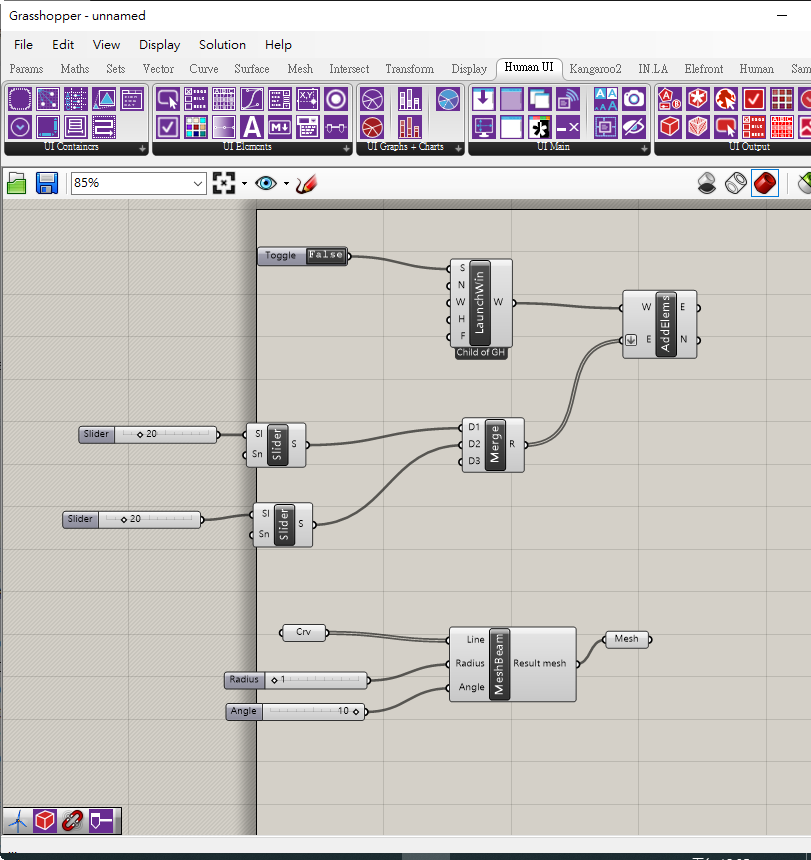 Grasshopper - unnamed
File Edit View Display Solution Help
Params Maths Sets Vector Curve Surface Mesh Intersect Transform Display Human UI Kangaroo2 IN.LA Elefront Human Sam
UI Containers UI Elements UI Graphs + Charts UI Main UI Output
85%
Toggle False
S N W H F LaunchWin W
Child of GH
W E AddElems E N
Slider 20
Sl Sn Slider S
D1 D2 D3 Merge R
Slider 20
Sl Sn Slider S
Crv
Line Radius Angle MeshBeam Result mesh
Mesh
Radius 1
Angle 10